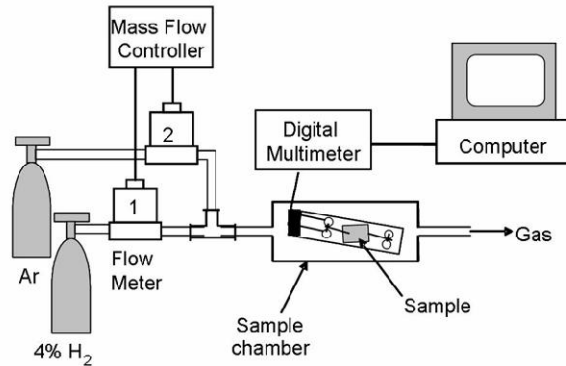 Mass Flow
Controller
2
Digital
Multimeter
Computer
1
Ar
Flow
Meter
Gas
Sample
Sample
chamber
4% H₂